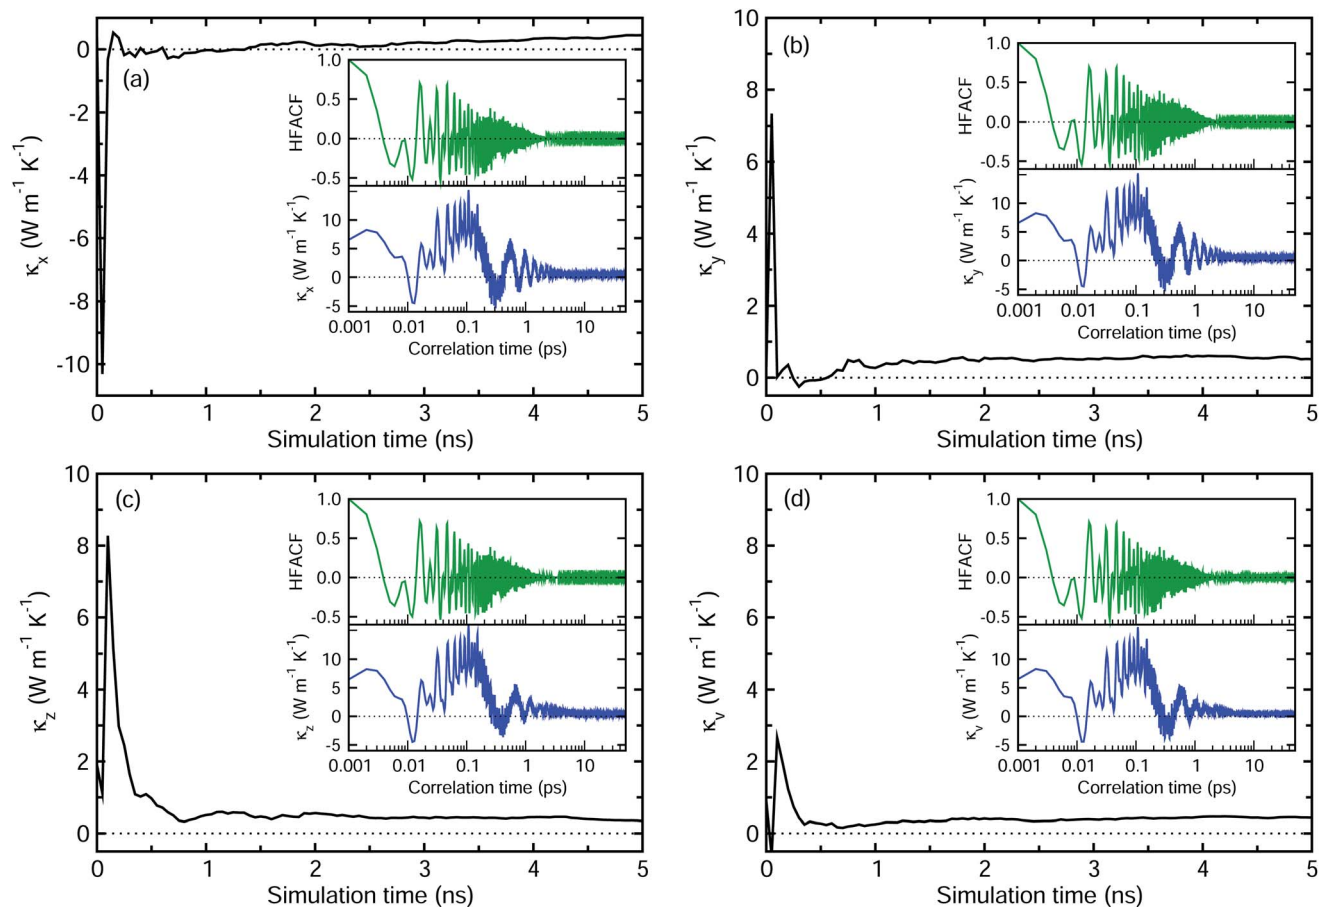 (a)
0
-2
-4
-6
-8
-10
κx (W m-1 K-1)
0 1 2 3 4 5
Simulation time (ns)
1.0
0.5
0.0
-0.5
HFACF
10
5
0
-5
κx (W m-1 K-1)
0.001 0.01 0.1 1 10
Correlation time (ps)
(b)
10
8
6
4
2
0
κy (W m-1 K-1)
0 1 2 3 4 5
Simulation time (ns)
1.0
0.5
0.0
-0.5
HFACF
10
5
0
-5
κy (W m-1 K-1)
0.001 0.01 0.1 1 10
Correlation time (ps)
(c)
10
8
6
4
2
0
κz (W m-1 K-1)
0 1 2 3 4 5
Simulation time (ns)
1.0
0.5
0.0
-0.5
HFACF
10
5
0
-5
κz (W m-1 K-1)
0.001 0.01 0.1 1 10
Correlation time (ps)
(d)
10
8
6
4
2
0
κv (W m-1 K-1)
0 1 2 3 4 5
Simulation time (ns)
1.0
0.5
0.0
-0.5
HFACF
10
5
0
-5
κv (W m-1 K-1)
0.001 0.01 0.1 1 10
Correlation time (ps)